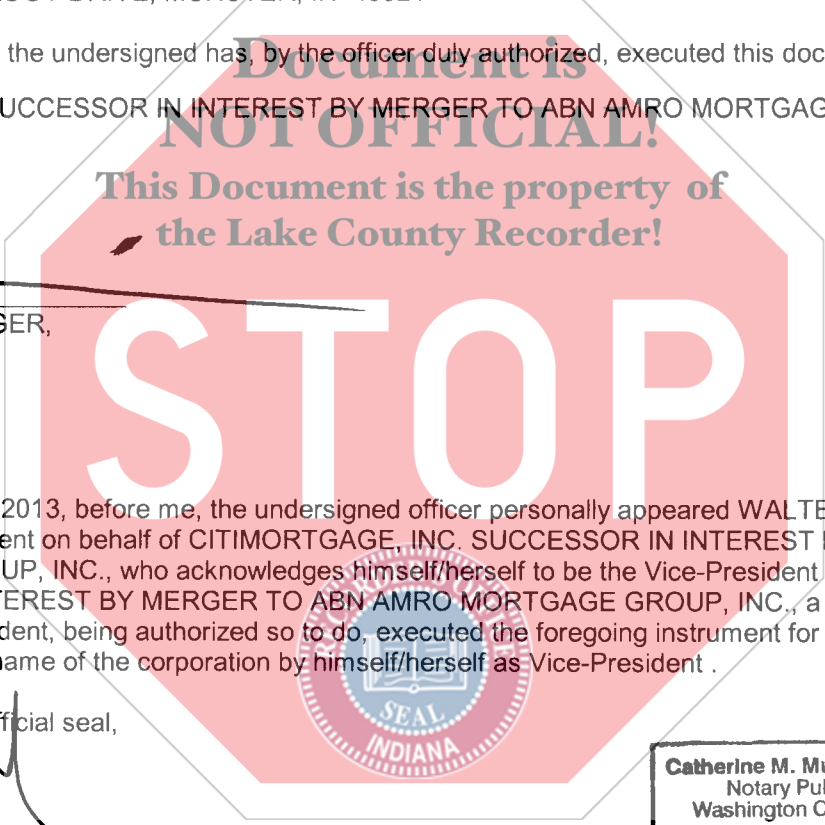 the undersigned has, by the officer duly authorized, executed this doc
Document is
UCCESSOR IN INTEREST BY MERGER TO ABN AMRO MORTGAG
NOT OFFICIAL!
This Document is the property of
the Lake County Recorder!
GER,
STOP
2013, before me, the undersigned officer personally appeared WALTE
ent on behalf of CITIMORTGAGE, INC. SUCCESSOR IN INTEREST
UP, INC., who acknowledges himself/herself to be the Vice-President
TEREST BY MERGER TO ABN AMRO MORTGAGE GROUP, INC., a
dent, being authorized so to do, executed the foregoing instrument for
name of the corporation by himself/herself as Vice-President .
SEAL
INDIANA
fficial seal,
Catherine M. Mu
Notary Pu
Washington C